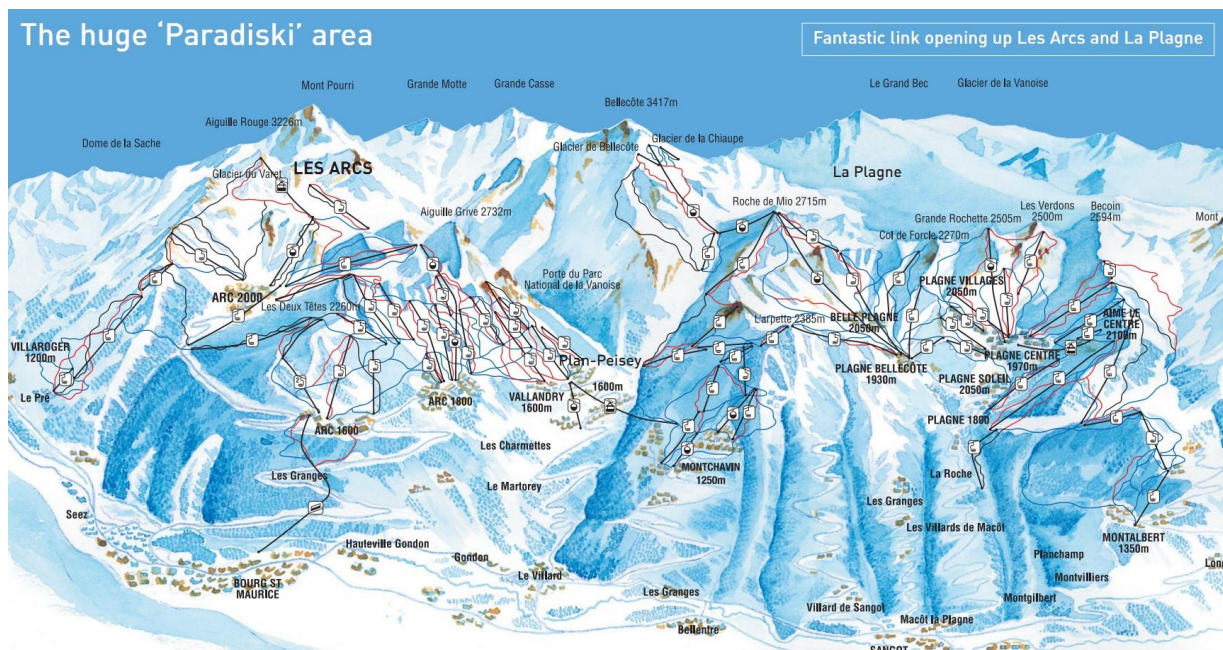 The huge 'Paradiski' area
Fantastic link opening up Les Arcs and La Plagne
Mont Pourri
Grande Motte
Grande Casse
Le Grand Bec
Glacier de la Vanoise
Bellecôte 3417m
Aiguille Rouge 3226m
Dome de la Sache
Glacier de la Chiaupe
Glacier de Bellecôte
LES ARCS
Glacier du Varet
La Plagne
Roche de Mio 2715m
Les Verdons
2500m
Becoin
2594m
Aiguille Grive 2732m
Grande Rochette 2505m
Mont
Col de Forcle 2270m
Porte du Parc
National de la Vanoise
PLAGNE VILLAGES
2050m
ARC 2000
Les Deux Têtes 2260m
L'arpette 2385m
BELLE PLAGNE
2050m
AIME LE
CENTRE
2100m
VILLAROGER
1200m
Plan-Peisey
1600m
PLAGNE CENTRE
1970m
PLAGNE BELLECÔTE
1930m
PLAGNE SOLEIL
2050m
Le Pré
ARC 1800
VALLANDRY
1600m
ARC 1600
PLAGNE 1800
Les Charmettes
MONTCHAVIN
1250m
Les Granges
Le Martorey
La Roche
Les Granges
Seez
Les Villards de Macôt
MONTALBERT
1350m
Hauteville Gondon
Gondon
Planchamp
BOURG ST
MAURICE
Le Villard
Montvilliers
Les Granges
Montgilbert
Villard de Sangot
Macôt la Plagne
Bellentre
SANGOT